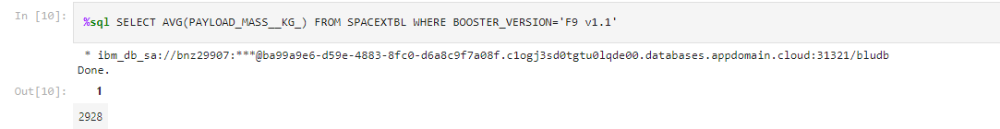 In [10]: %sql SELECT AVG(PAYLOAD_MASS__KG_) FROM SPACEXTBL WHERE BOOSTER_VERSION='F9 v1.1'
* ibm_db_sa://bnz29907:***@ba99a9e6-d59e-4883-8fc0-d6a8c9f7a08f.c1ogj3sd0tgtu0lqde00.databases.appdomain.cloud:31321/bludb
Done.
Out[10]: 1
2928